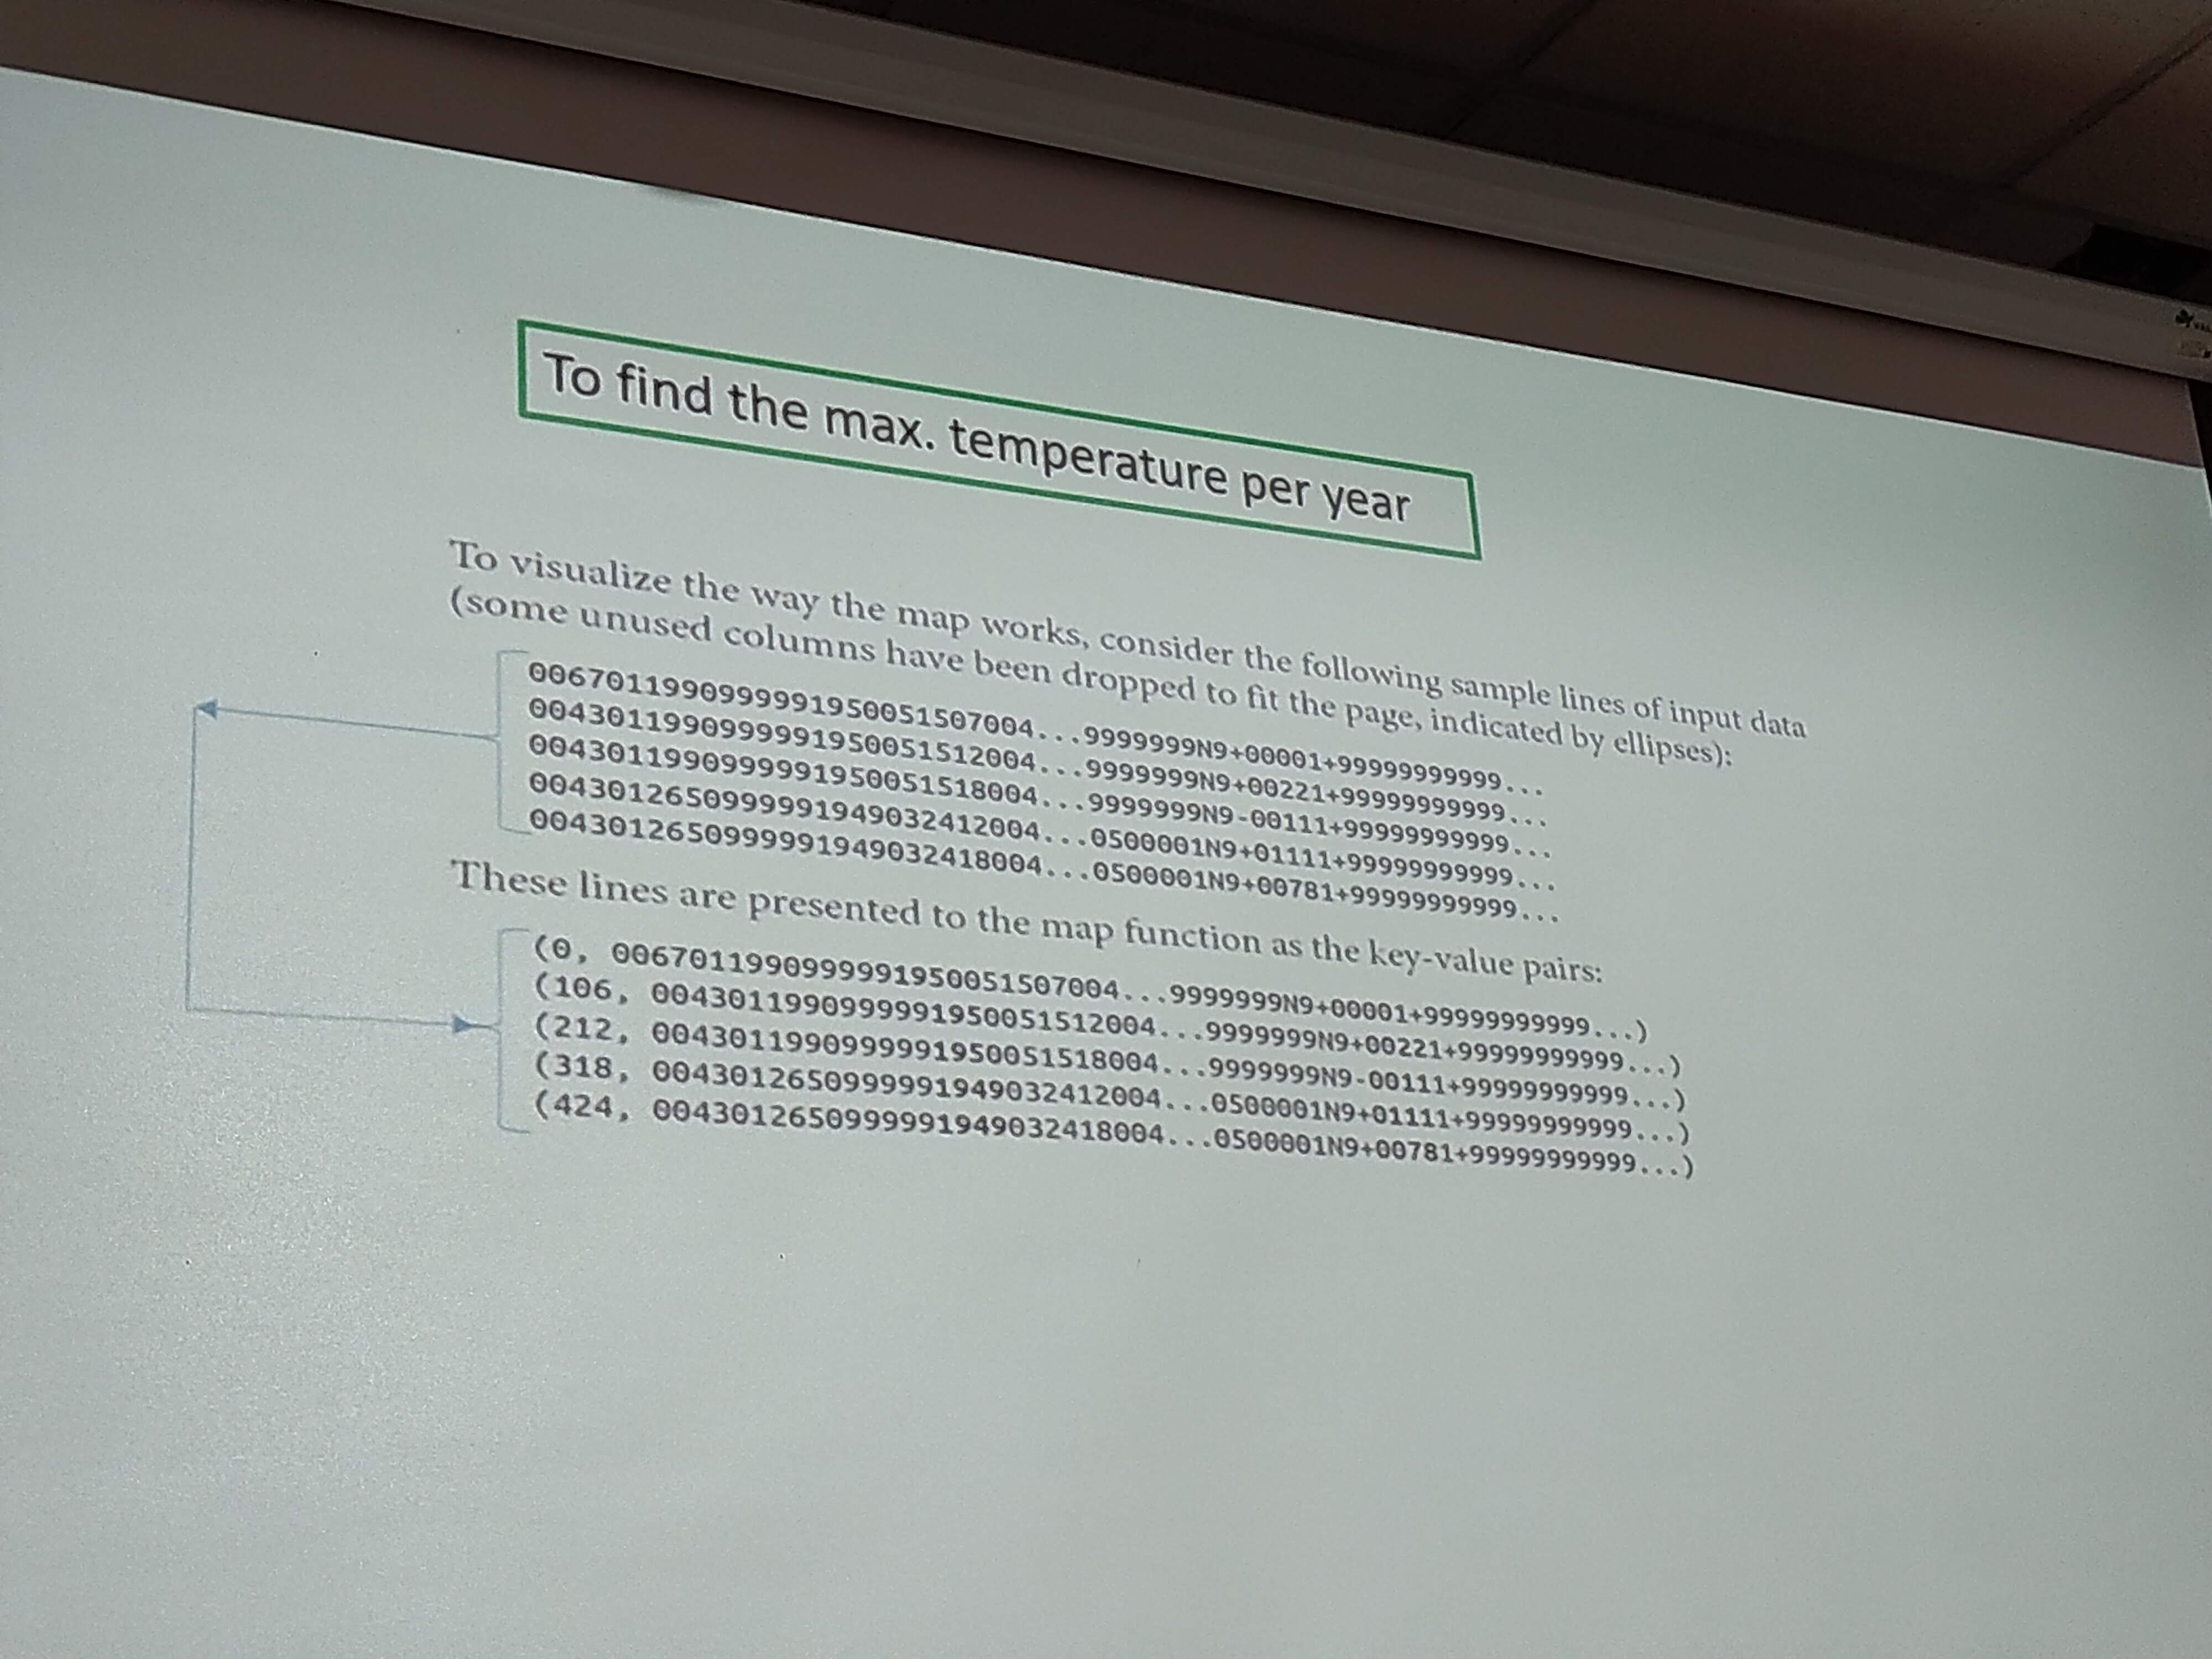 To find the max. temperature per year
To visualize the way the map works, consider the following sample lines of input data
(some unused columns have been dropped to fit the page, indicated by ellipses):
0067011990999991950051507004...9999999N9+00001+99999999999...
0043011990999991950051512004...9999999N9+00221+99999999999...
0043011990999991950051518004...9999999N9-00111+99999999999...
0043012650999991949032412004...0500001N9+01111+99999999999...
0043012650999991949032418004...0500001N9+00781+99999999999...
These lines are presented to the map function as the key-value pairs:
(0, 0067011990999991950051507004...9999999N9+00001+99999999999...)
(106, 0043011990999991950051512004...9999999N9+00221+99999999999...)
(212, 0043011990999991950051518004...9999999N9-00111+99999999999...)
(318, 0043012650999991949032412004...0500001N9+01111+99999999999...)
(424, 0043012650999991949032418004...0500001N9+00781+99999999999...)